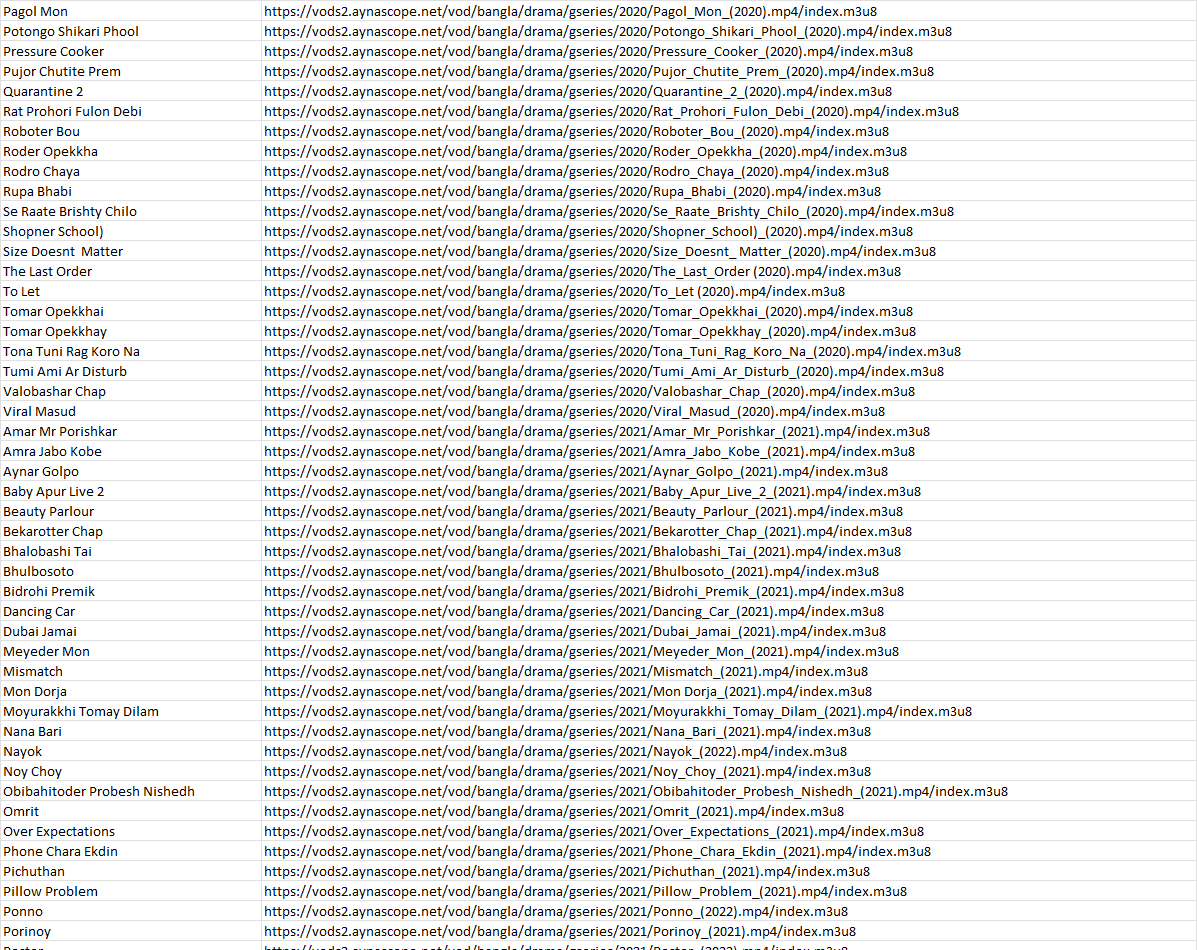 Pagol Mon https://vods2.aynascope.net/vod/bangla/drama/gseries/2020/Pagol_Mon_(2020).mp4/index.m3u8
Potongo Shikari Phool https://vods2.aynascope.net/vod/bangla/drama/gseries/2020/Potongo_Shikari_Phool_(2020).mp4/index.m3u8
Pressure Cooker https://vods2.aynascope.net/vod/bangla/drama/gseries/2020/Pressure_Cooker_(2020).mp4/index.m3u8
Pujor Chutite Prem https://vods2.aynascope.net/vod/bangla/drama/gseries/2020/Pujor_Chutite_Prem_(2020).mp4/index.m3u8
Quarantine 2 https://vods2.aynascope.net/vod/bangla/drama/gseries/2020/Quarantine_2_(2020).mp4/index.m3u8
Rat Prohori Fulon Debi https://vods2.aynascope.net/vod/bangla/drama/gseries/2020/Rat_Prohori_Fulon_Debi_(2020).mp4/index.m3u8
Roboter Bou https://vods2.aynascope.net/vod/bangla/drama/gseries/2020/Roboter_Bou_(2020).mp4/index.m3u8
Roder Opekkha https://vods2.aynascope.net/vod/bangla/drama/gseries/2020/Roder_Opekkha_(2020).mp4/index.m3u8
Rodro Chaya https://vods2.aynascope.net/vod/bangla/drama/gseries/2020/Rodro_Chaya_(2020).mp4/index.m3u8
Rupa Bhabi https://vods2.aynascope.net/vod/bangla/drama/gseries/2020/Rupa_Bhabi_(2020).mp4/index.m3u8
Se Raate Brishty Chilo https://vods2.aynascope.net/vod/bangla/drama/gseries/2020/Se_Raate_Brishty_Chilo_(2020).mp4/index.m3u8
Shopner School) https://vods2.aynascope.net/vod/bangla/drama/gseries/2020/Shopner_School)_(2020).mp4/index.m3u8
Size Doesnt  Matter https://vods2.aynascope.net/vod/bangla/drama/gseries/2020/Size_Doesnt_ Matter_(2020).mp4/index.m3u8
The Last Order https://vods2.aynascope.net/vod/bangla/drama/gseries/2020/The_Last_Order (2020).mp4/index.m3u8
To Let https://vods2.aynascope.net/vod/bangla/drama/gseries/2020/To_Let (2020).mp4/index.m3u8
Tomar Opekkhai https://vods2.aynascope.net/vod/bangla/drama/gseries/2020/Tomar_Opekkhai_(2020).mp4/index.m3u8
Tomar Opekkhay https://vods2.aynascope.net/vod/bangla/drama/gseries/2020/Tomar_Opekkhay_(2020).mp4/index.m3u8
Tona Tuni Rag Koro Na https://vods2.aynascope.net/vod/bangla/drama/gseries/2020/Tona_Tuni_Rag_Koro_Na_(2020).mp4/index.m3u8
Tumi Ami Ar Disturb https://vods2.aynascope.net/vod/bangla/drama/gseries/2020/Tumi_Ami_Ar_Disturb_(2020).mp4/index.m3u8
Valobashar Chap https://vods2.aynascope.net/vod/bangla/drama/gseries/2020/Valobashar_Chap_(2020).mp4/index.m3u8
Viral Masud https://vods2.aynascope.net/vod/bangla/drama/gseries/2020/Viral_Masud_(2020).mp4/index.m3u8
Amar Mr Porishkar https://vods2.aynascope.net/vod/bangla/drama/gseries/2021/Amar_Mr_Porishkar_(2021).mp4/index.m3u8
Amra Jabo Kobe https://vods2.aynascope.net/vod/bangla/drama/gseries/2021/Amra_Jabo_Kobe_(2021).mp4/index.m3u8
Aynar Golpo https://vods2.aynascope.net/vod/bangla/drama/gseries/2021/Aynar_Golpo_(2021).mp4/index.m3u8
Baby Apur Live 2 https://vods2.aynascope.net/vod/bangla/drama/gseries/2021/Baby_Apur_Live_2_(2021).mp4/index.m3u8
Beauty Parlour https://vods2.aynascope.net/vod/bangla/drama/gseries/2021/Beauty_Parlour_(2021).mp4/index.m3u8
Bekarotter Chap https://vods2.aynascope.net/vod/bangla/drama/gseries/2021/Bekarotter_Chap_(2021).mp4/index.m3u8
Bhalobashi Tai https://vods2.aynascope.net/vod/bangla/drama/gseries/2021/Bhalobashi_Tai_(2021).mp4/index.m3u8
Bhulbosoto https://vods2.aynascope.net/vod/bangla/drama/gseries/2021/Bhulbosoto_(2021).mp4/index.m3u8
Bidrohi Premik https://vods2.aynascope.net/vod/bangla/drama/gseries/2021/Bidrohi_Premik_(2021).mp4/index.m3u8
Dancing Car https://vods2.aynascope.net/vod/bangla/drama/gseries/2021/Dancing_Car_(2021).mp4/index.m3u8
Dubai Jamai https://vods2.aynascope.net/vod/bangla/drama/gseries/2021/Dubai_Jamai_(2021).mp4/index.m3u8
Meyeder Mon https://vods2.aynascope.net/vod/bangla/drama/gseries/2021/Meyeder_Mon_(2021).mp4/index.m3u8
Mismatch https://vods2.aynascope.net/vod/bangla/drama/gseries/2021/Mismatch_(2021).mp4/index.m3u8
Mon Dorja https://vods2.aynascope.net/vod/bangla/drama/gseries/2021/Mon Dorja_(2021).mp4/index.m3u8
Moyurakkhi Tomay Dilam https://vods2.aynascope.net/vod/bangla/drama/gseries/2021/Moyurakkhi_Tomay_Dilam_(2021).mp4/index.m3u8
Nana Bari https://vods2.aynascope.net/vod/bangla/drama/gseries/2021/Nana_Bari_(2021).mp4/index.m3u8
Nayok https://vods2.aynascope.net/vod/bangla/drama/gseries/2021/Nayok_(2022).mp4/index.m3u8
Noy Choy https://vods2.aynascope.net/vod/bangla/drama/gseries/2021/Noy_Choy_(2021).mp4/index.m3u8
Obibahitoder Probesh Nishedh https://vods2.aynascope.net/vod/bangla/drama/gseries/2021/Obibahitoder_Probesh_Nishedh_(2021).mp4/index.m3u8
Omrit https://vods2.aynascope.net/vod/bangla/drama/gseries/2021/Omrit_(2021).mp4/index.m3u8
Over Expectations https://vods2.aynascope.net/vod/bangla/drama/gseries/2021/Over_Expectations_(2021).mp4/index.m3u8
Phone Chara Ekdin https://vods2.aynascope.net/vod/bangla/drama/gseries/2021/Phone_Chara_Ekdin_(2021).mp4/index.m3u8
Pichuthan https://vods2.aynascope.net/vod/bangla/drama/gseries/2021/Pichuthan_(2021).mp4/index.m3u8
Pillow Problem https://vods2.aynascope.net/vod/bangla/drama/gseries/2021/Pillow_Problem_(2021).mp4/index.m3u8
Ponno https://vods2.aynascope.net/vod/bangla/drama/gseries/2021/Ponno_(2022).mp4/index.m3u8
Porinoy https://vods2.aynascope.net/vod/bangla/drama/gseries/2021/Porinoy_(2021).mp4/index.m3u8